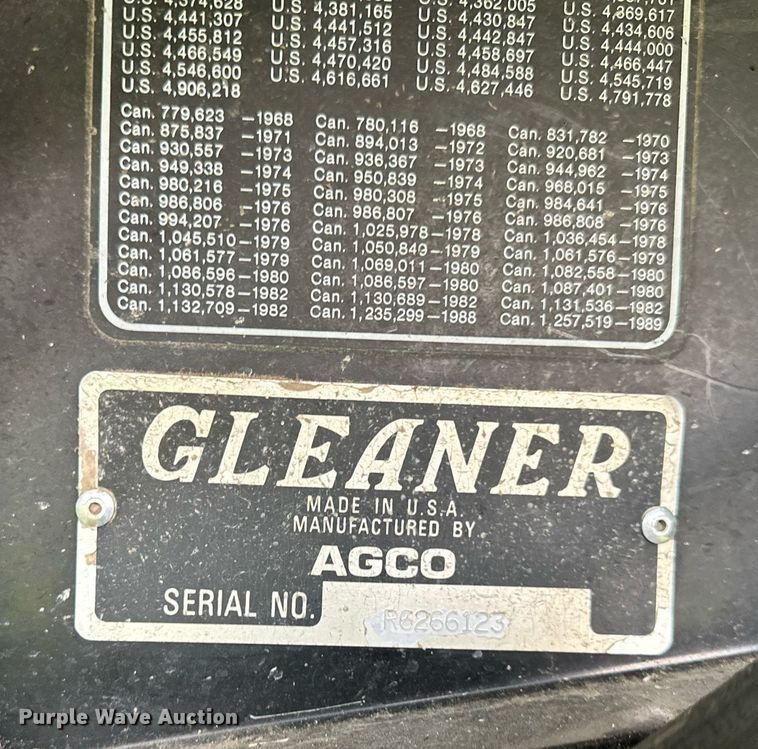 U.S. 4,374,628 U.S. 4,381,165 U.S. 4,362,005
U.S. 4,441,307 U.S. 4,441,512 U.S. 4,430,847 U.S. 4,369,617
U.S. 4,455,812 U.S. 4,457,316 U.S. 4,442,847 U.S. 4,434,606
U.S. 4,466,549 U.S. 4,470,420 U.S. 4,458,697 U.S. 4,444,000
U.S. 4,546,600 U.S. 4,616,661 U.S. 4,484,588 U.S. 4,466,447
U.S. 4,906,218 U.S. 4,627,446 U.S. 4,545,719
U.S. 4,791,778
Can. 779,623 –1968 Can. 780,116 –1968 Can. 831,782 –1970
Can. 875,837 –1971 Can. 894,013 –1972 Can. 920,681 –1973
Can. 930,557 –1973 Can. 936,367 –1973 Can. 944,962 –1974
Can. 949,338 –1974 Can. 950,839 –1974 Can. 968,015 –1975
Can. 980,216 –1975 Can. 980,308 –1975 Can. 984,641 –1976
Can. 986,806 –1976 Can. 986,807 –1976 Can. 986,808 –1976
Can. 994,207 –1976 Can. 1,025,978–1978 Can. 1,036,454–1978
Can. 1,045,510–1979 Can. 1,050,849–1979 Can. 1,061,576–1979
Can. 1,061,577–1979 Can. 1,069,011–1980 Can. 1,082,558–1980
Can. 1,086,596–1980 Can. 1,086,597–1980 Can. 1,087,401–1980
Can. 1,130,578–1982 Can. 1,130,689–1982 Can. 1,131,536–1982
Can. 1,132,709–1982 Can. 1,235,299–1988 Can. 1,257,519–1989
GLEANER
MADE IN U.S.A.
MANUFACTURED BY
AGCO
SERIAL NO. R6266123
Purple Wave Auction